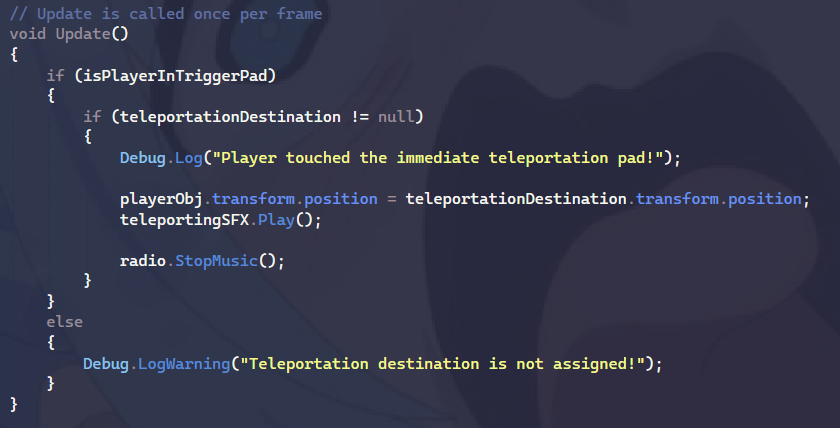 // Update is called once per frame
void Update()
{
    if (isPlayerInTriggerPad)
    {
        if (teleportationDestination != null)
        {
            Debug.Log("Player touched the immediate teleportation pad!");

            playerObj.transform.position = teleportationDestination.transform.position;
            teleportingSFX.Play();

            radio.StopMusic();
        }
    }
    else
    {
        Debug.LogWarning("Teleportation destination is not assigned!");
    }
}